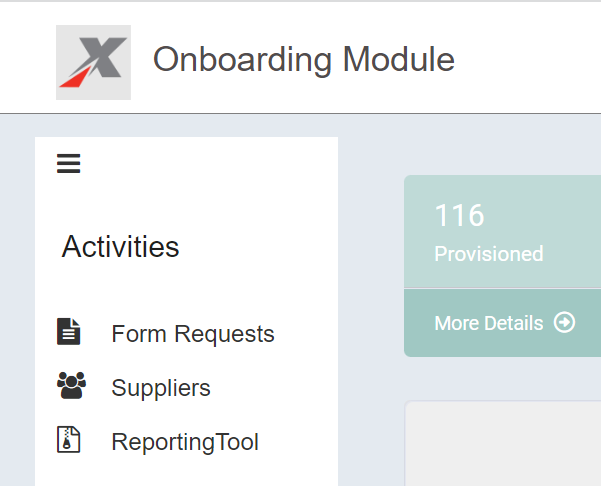 Onboarding Module
Activities
116
Provisioned
More Details
Form Requests
Suppliers
ReportingTool